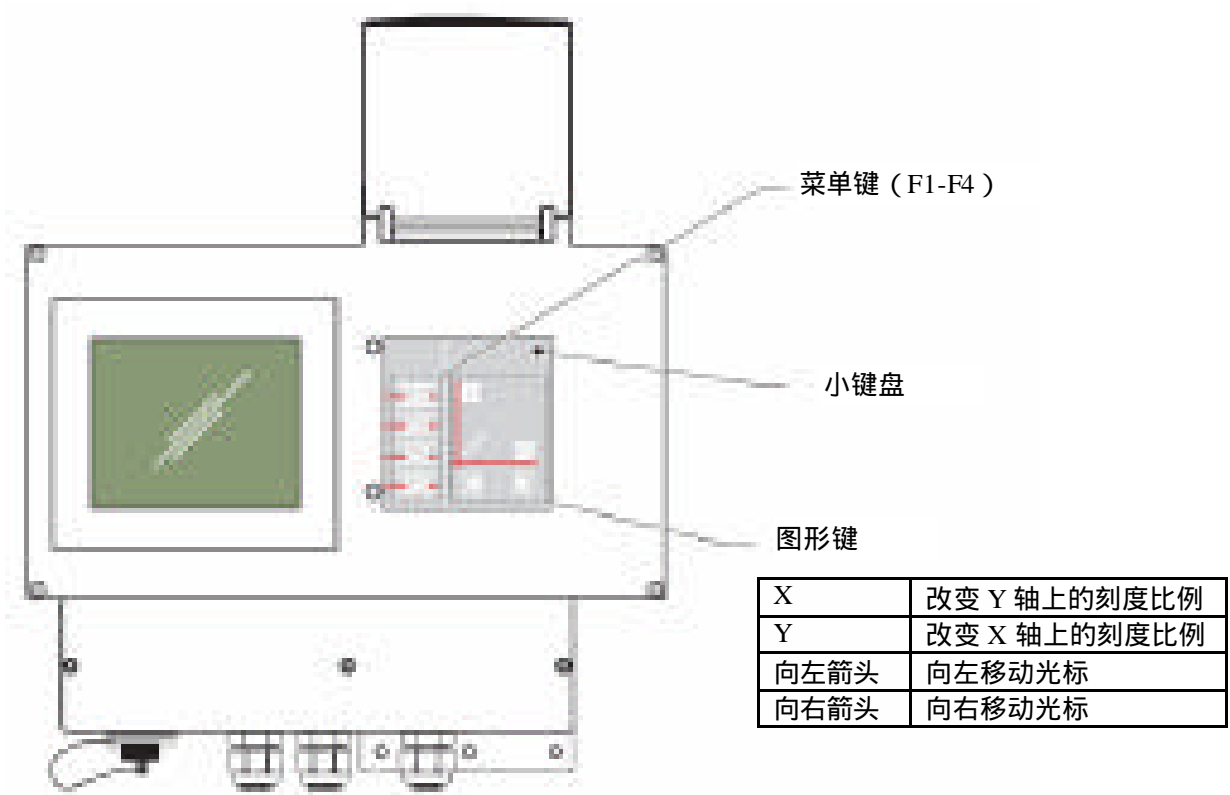 菜单键（F1-F4）
小键盘
图形键
X 改变 Y 轴上的刻度比例
Y 改变 X 轴上的刻度比例
向左箭头 向左移动光标
向右箭头 向右移动光标